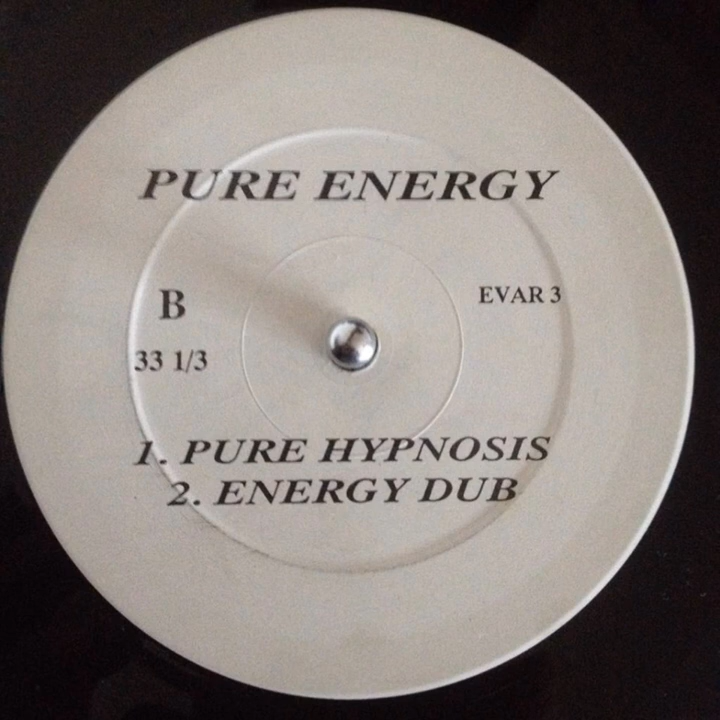 PURE ENERGY
B
EVAR 3
33 1/3
1. PURE HYPNOSIS
2. ENERGY DUB